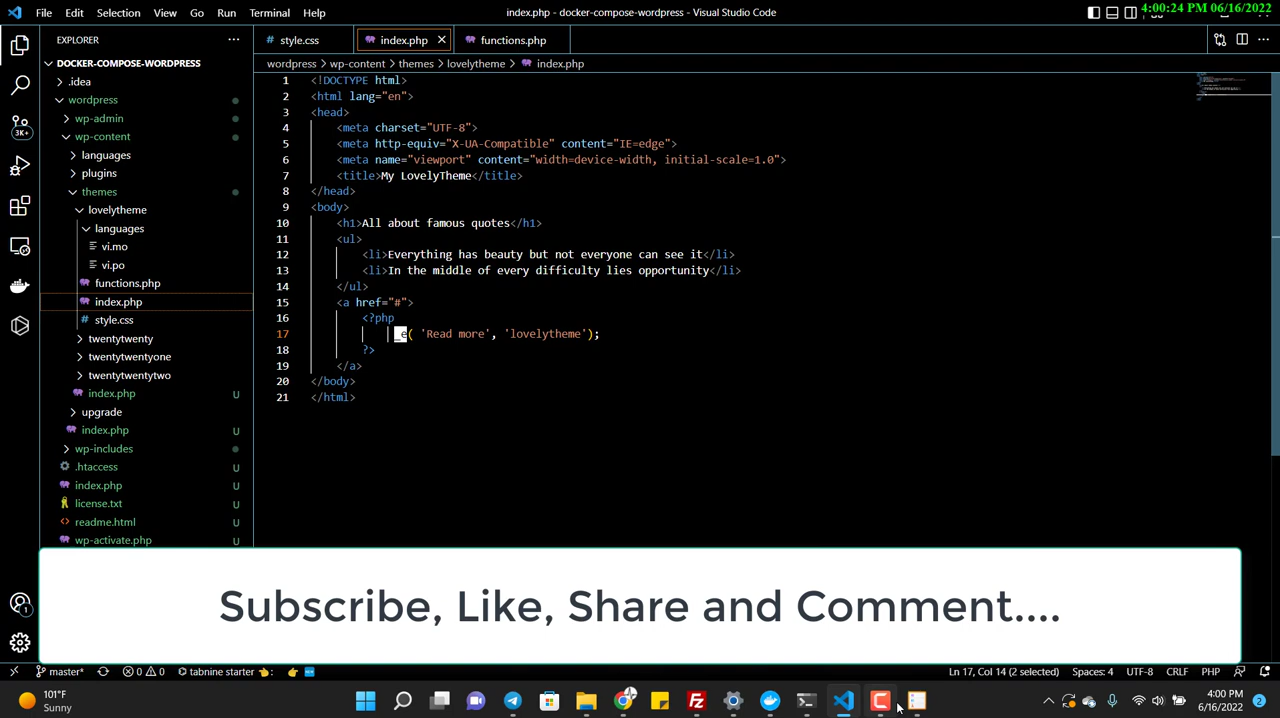 File Edit Selection View Go Run Terminal Help
index.php - docker-compose-wordpress - Visual Studio Code
4:00:24 PM 06/16/2022
EXPLORER
style.css
index.php
functions.php
DOCKER-COMPOSE-WORDPRESS
wordpress > wp-content > themes > lovelytheme > index.php
.idea
wordpress
wp-admin
wp-content
languages
plugins
themes
lovelytheme
languages
vi.mo
vi.po
functions.php
index.php
style.css
twentytwenty
twentytwentyone
twentytwentytwo
index.php U
upgrade
index.php U
wp-includes
.htaccess U
index.php U
license.txt U
readme.html U
wp-activate.php U
3K+
1 <!DOCTYPE html>
2 <html lang="en">
3 <head>
4 <meta charset="UTF-8">
5 <meta http-equiv="X-UA-Compatible" content="IE=edge">
6 <meta name="viewport" content="width=device-width, initial-scale=1.0">
7 <title>My LovelyTheme</title>
8 </head>
9 <body>
10 <h1>All about famous quotes</h1>
11 <ul>
12 <li>Everything has beauty but not everyone can see it</li>
13 <li>In the middle of every difficulty lies opportunity</li>
14 </ul>
15 <a href="#">
16 <?php
17 _e( 'Read more', 'lovelytheme');
18 ?>
19 </a>
20 </body>
21 </html>
Subscribe, Like, Share and Comment....
1
master* 0 0 tabnine starter
Ln 17, Col 14 (2 selected) Spaces: 4 UTF-8 CRLF PHP
101°F
Sunny
4:00 PM
6/16/2022
2